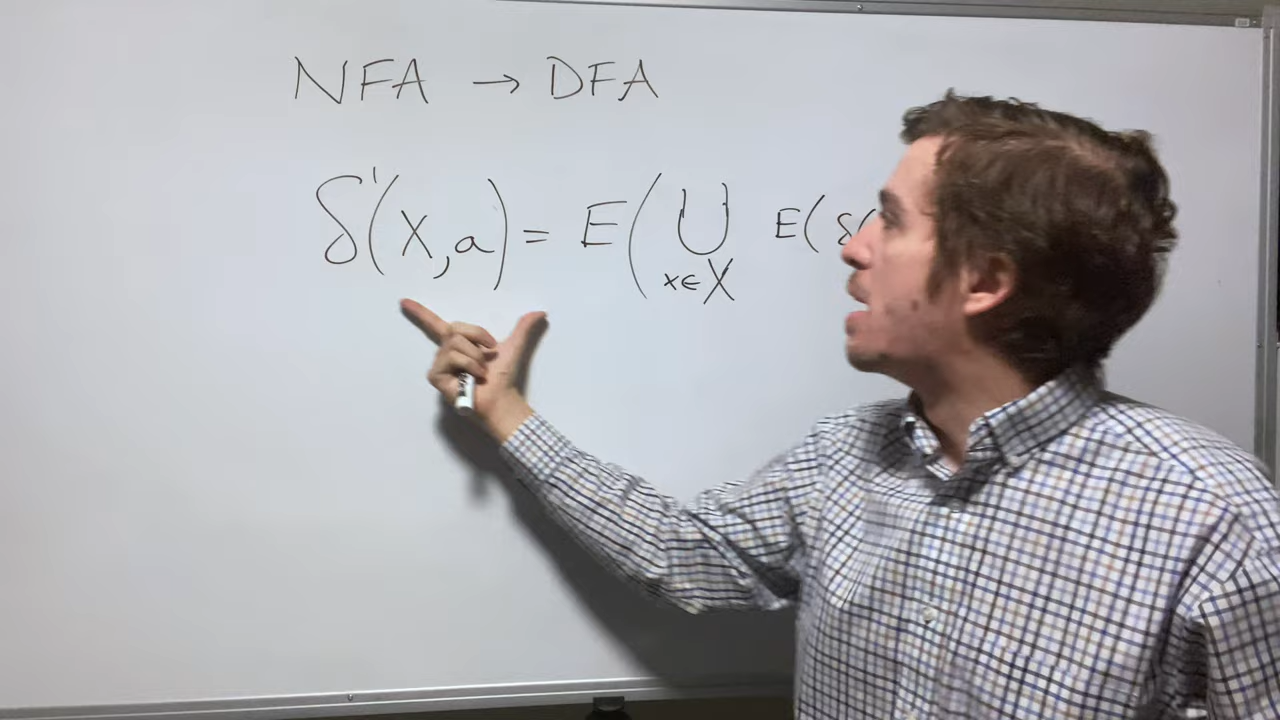 NFA → DFA
δ'(X,a) = E(⋃ E(δ(
x∈X